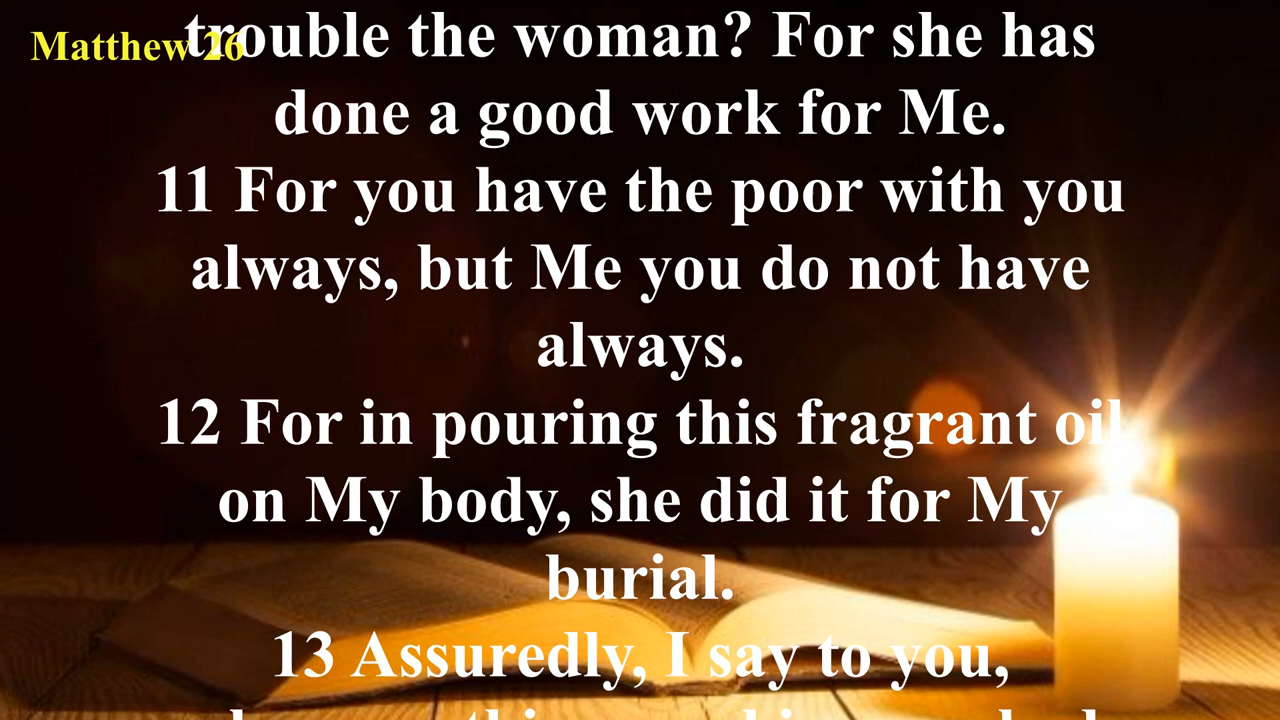 Matthew 26
trouble the woman? For she has
done a good work for Me.
11 For you have the poor with you
always, but Me you do not have
always.
12 For in pouring this fragrant oil
on My body, she did it for My
burial.
13 Assuredly, I say to you,